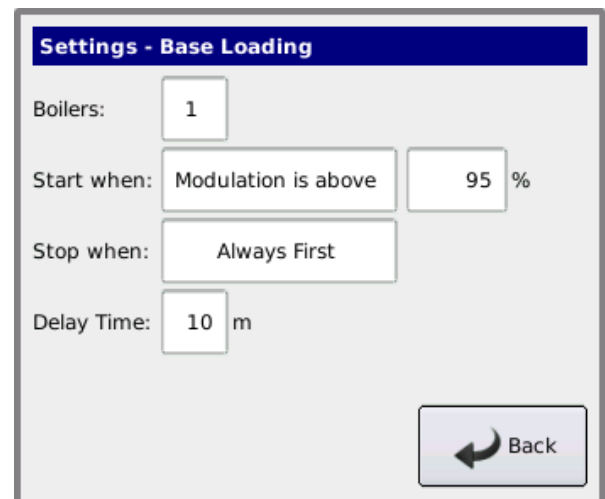 Settings - Base Loading
Boilers: 1
Start when: Modulation is above 95 %
Stop when: Always First
Delay Time: 10 m
Back